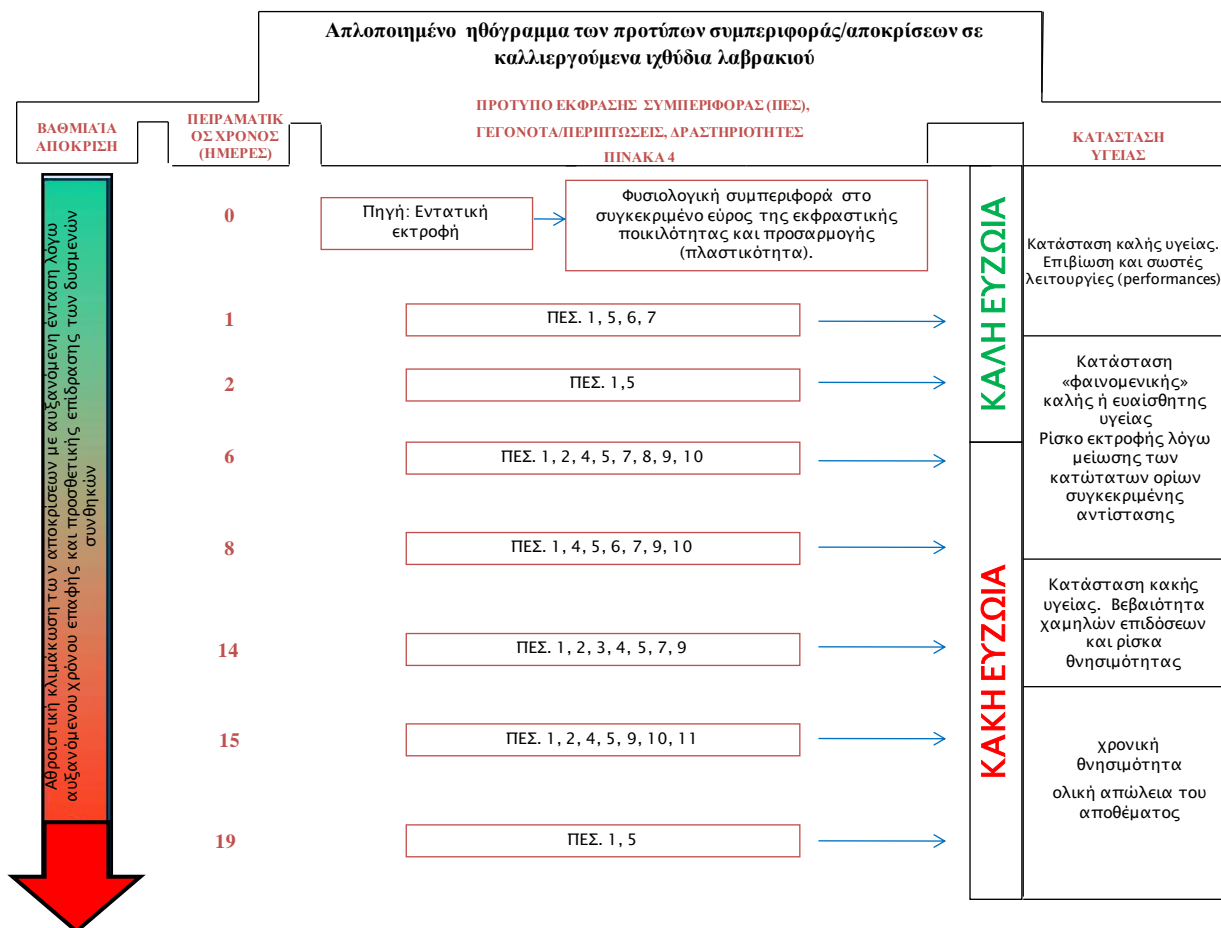 Απλοποιημένο ηθόγραμμα των προτύπων συμπεριφοράς/αποκρίσεων σε
καλλιεργούμενα ιχθύδια λαβρακιού
ΒΑΘΜΙΑΊΑ
ΑΠΟΚΡΙΣΗ
ΠΕΙΡΑΜΑΤΙΚ
ΟΣ ΧΡΟΝΟΣ
(ΗΜΕΡΕΣ)
ΠΡΟΤΥΠΟ ΕΚΦΡΑΣΗΣ ΣΥΜΠΕΡΙΦΟΡΑΣ (ΠΕΣ),
ΓΕΓΟΝΟΤΑ/ΠΕΡΙΠΤΩΣΕΙΣ, ΔΡΑΣΤΗΡΙΟΤΗΤΕΣ
ΠΙΝΑΚΑ 4
ΚΑΤΑΣΤΑΣΗ
ΥΓΕΙΑΣ
Αθροιστική κλιμάκωση των αποκρίσεων με αυξανόμενη ένταση λόγω
αυξανόμενου χρόνου επαφής και προσθετικής επίδρασης των δυσμενών
συνθηκών
0
Πηγή: Εντατική
εκτροφή
Φυσιολογική συμπεριφορά στο
συγκεκριμένο εύρος της εκφραστικής
ποικιλότητας και προσαρμογής
(πλαστικότητα).
1
ΠΕΣ. 1, 5, 6, 7
2
ΠΕΣ. 1,5
6
ΠΕΣ. 1, 2, 4, 5, 7, 8, 9, 10
8
ΠΕΣ. 1, 4, 5, 6, 7, 9, 10
14
ΠΕΣ. 1, 2, 3, 4, 5, 7, 9
15
ΠΕΣ. 1, 2, 4, 5, 9, 10, 11
19
ΠΕΣ. 1, 5
ΚΑΛΗ ΕΥΖΩΙΑ
ΚΑΚΗ ΕΥΖΩΙΑ
Κατάσταση καλής υγείας.
Επιβίωση και σωστές
λειτουργίες (performances)
Κατάσταση
«φαινομενικής»
καλής ή ευαίσθητης
υγείας
Ρίσκο εκτροφής λόγω
μείωσης των
κατώτατων ορίων
συγκεκριμένης
αντίστασης
Κατάσταση κακής
υγείας. Βεβαιότητα
χαμηλών επιδόσεων
και ρίσκα
θνησιμότητας
χρονική
θνησιμότητα
ολική απώλεια του
αποθέματος